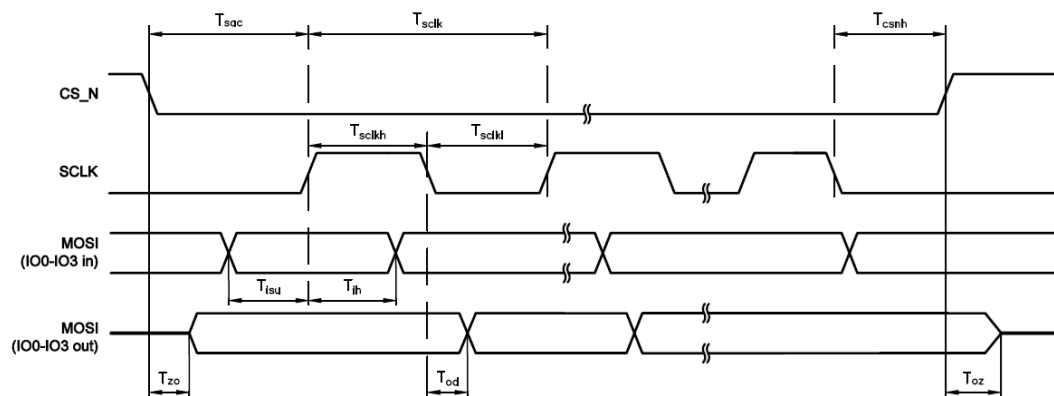 Tsac Tsclk Tcsnh
CS_N
Tsclkh Tsclkl
SCLK
MOSI
(IO0-IO3 in)
Tisu Tih
MOSI
(IO0-IO3 out)
Tzo Tod Toz